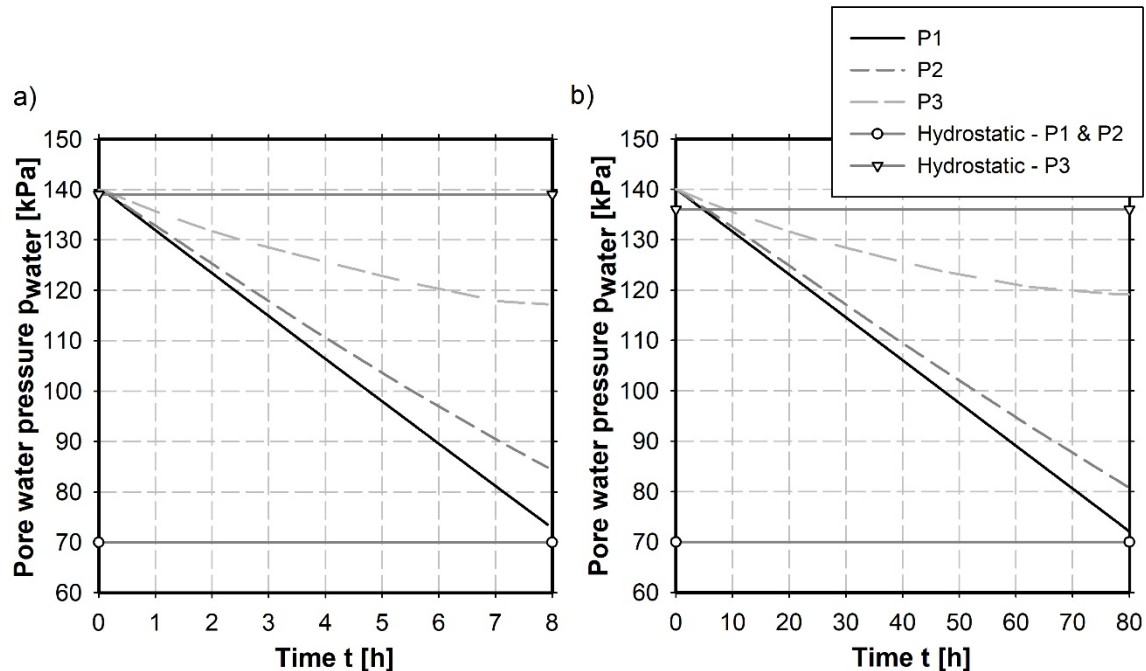 P1
P2
P3
Hydrostatic - P1 & P2
Hydrostatic - P3
a)
150
140
130
120
110
100
90
80
70
60
Pore water pressure pwater [kPa]
0 1 2 3 4 5 6 7 8
Time t [h]
b)
150
140
130
120
110
100
90
80
70
60
Pore water pressure pwater [kPa]
0 10 20 30 40 50 60 70 80
Time t [h]